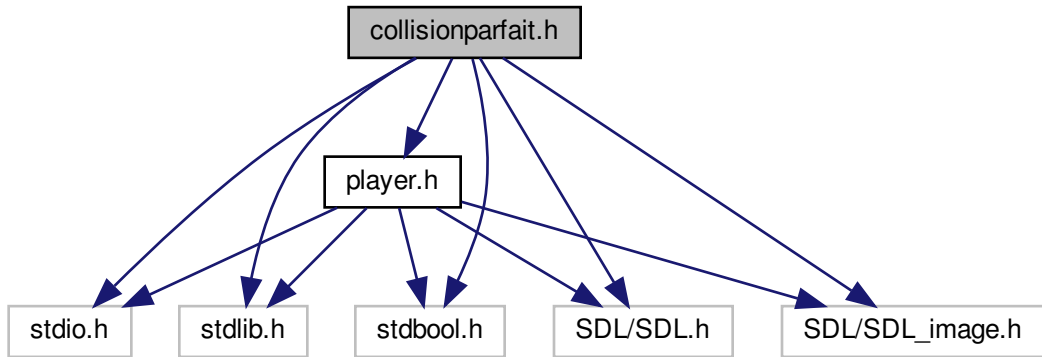 collisionparfait.h
player.h
stdio.h
stdlib.h
stdbool.h
SDL/SDL.h
SDL/SDL_image.h